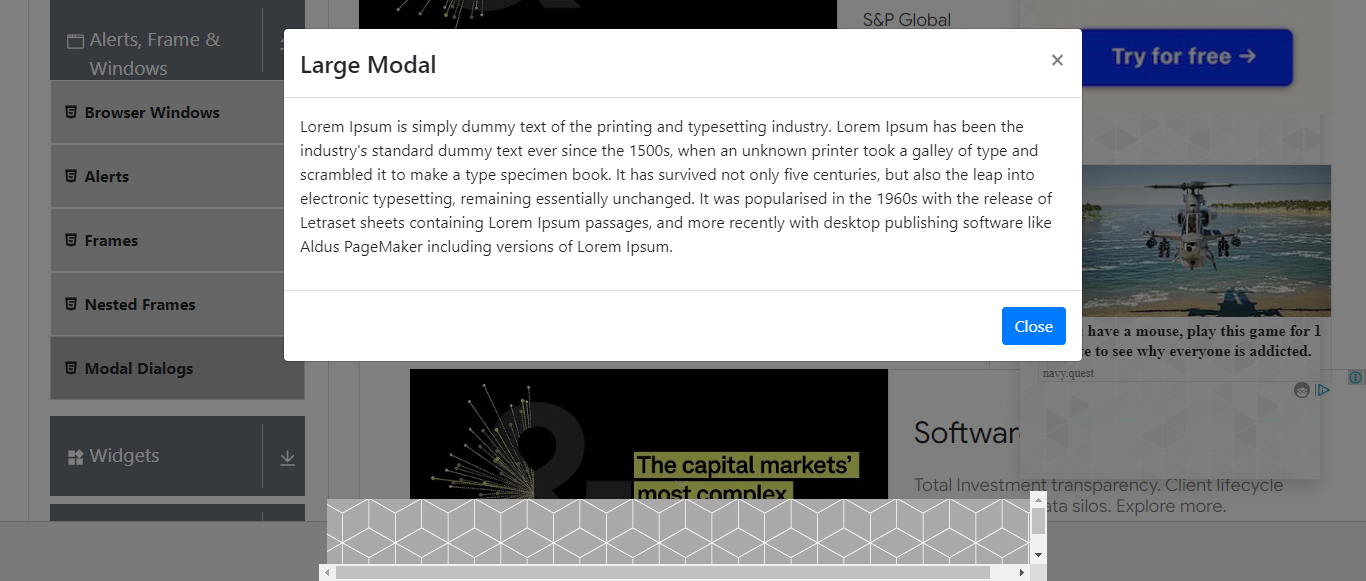 S&P Global
Alerts, Frame &
Windows
Large Modal
×
Try for free →
Browser Windows
Alerts
Frames
Nested Frames
Modal Dialogs
Lorem Ipsum is simply dummy text of the printing and typesetting industry. Lorem Ipsum has been the
industry's standard dummy text ever since the 1500s, when an unknown printer took a galley of type and
scrambled it to make a type specimen book. It has survived not only five centuries, but also the leap into
electronic typesetting, remaining essentially unchanged. It was popularised in the 1960s with the release of
Letraset sheets containing Lorem Ipsum passages, and more recently with desktop publishing software like
Aldus PageMaker including versions of Lorem Ipsum.
Close
have a mouse, play this game for 1
to see why everyone is addicted.
navy.quest
Widgets
The capital markets'
most complex
Software
Total Investment transparency. Client lifecycle
silos. Explore more.